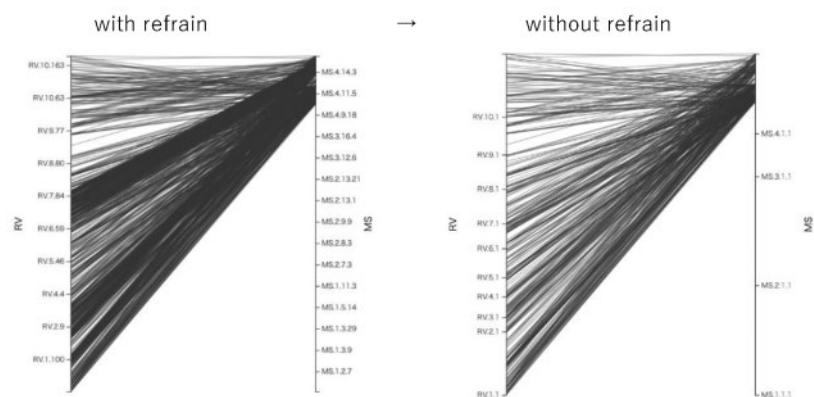 with refrain
→
without refrain
RV.10.163
RV.10.63
RV.9.77
RV.8.80
RV.7.84
RV.6.59
RV.5.46
RV.4.4
RV.2.9
RV.1.100
RV
MS.4.14.3
MS.4.11.5
MS.4.9.18
MS.3.16.4
MS.3.12.6
MS.2.13.21
MS.2.13.1
MS.2.9.9
MS.2.8.3
MS.2.7.3
MS.1.11.3
MS.1.5.14
MS.1.3.29
MS.1.3.9
MS.1.2.7
MS
RV.10.1
RV.9.1
RV.8.1
RV.7.1
RV.6.1
RV.5.1
RV.4.1
RV.3.1
RV.2.1
RV.1.1
RV
MS.4.1.1
MS.3.1.1
MS.2.1.1
MS.1.1.1
MS